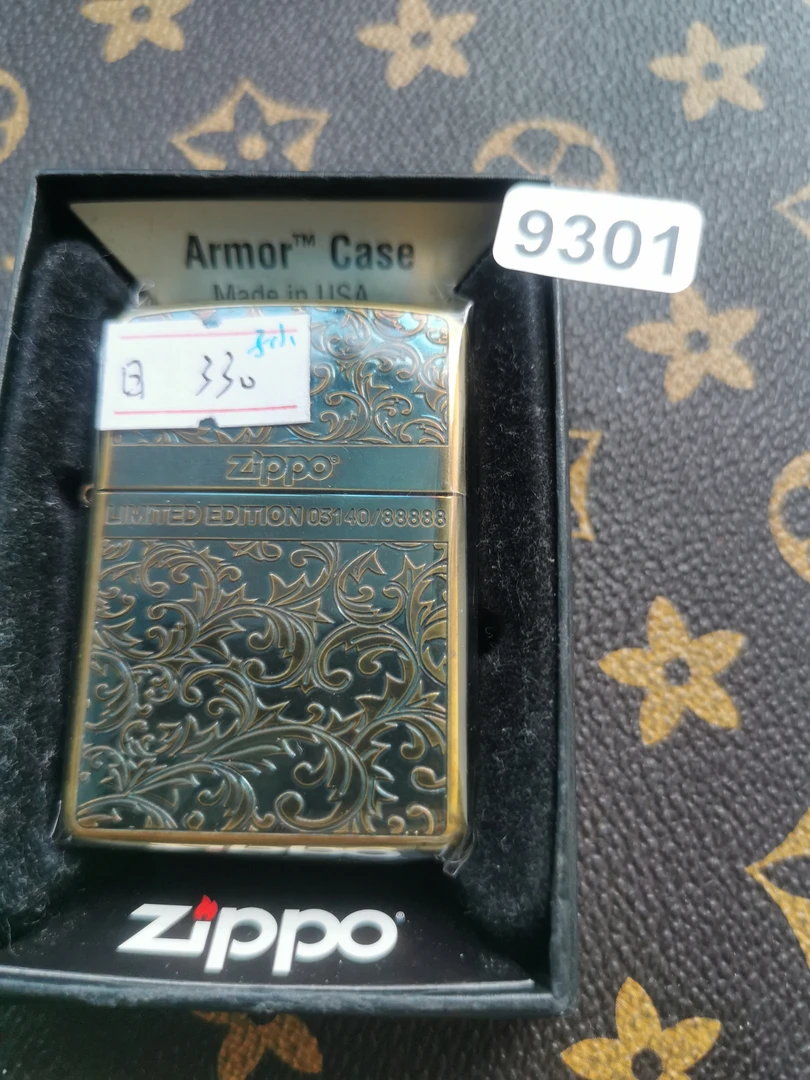 Armor™ Case
Made in USA
9301
日 330
Zippo
LIMITED EDITION 03140/88888
Zippo®